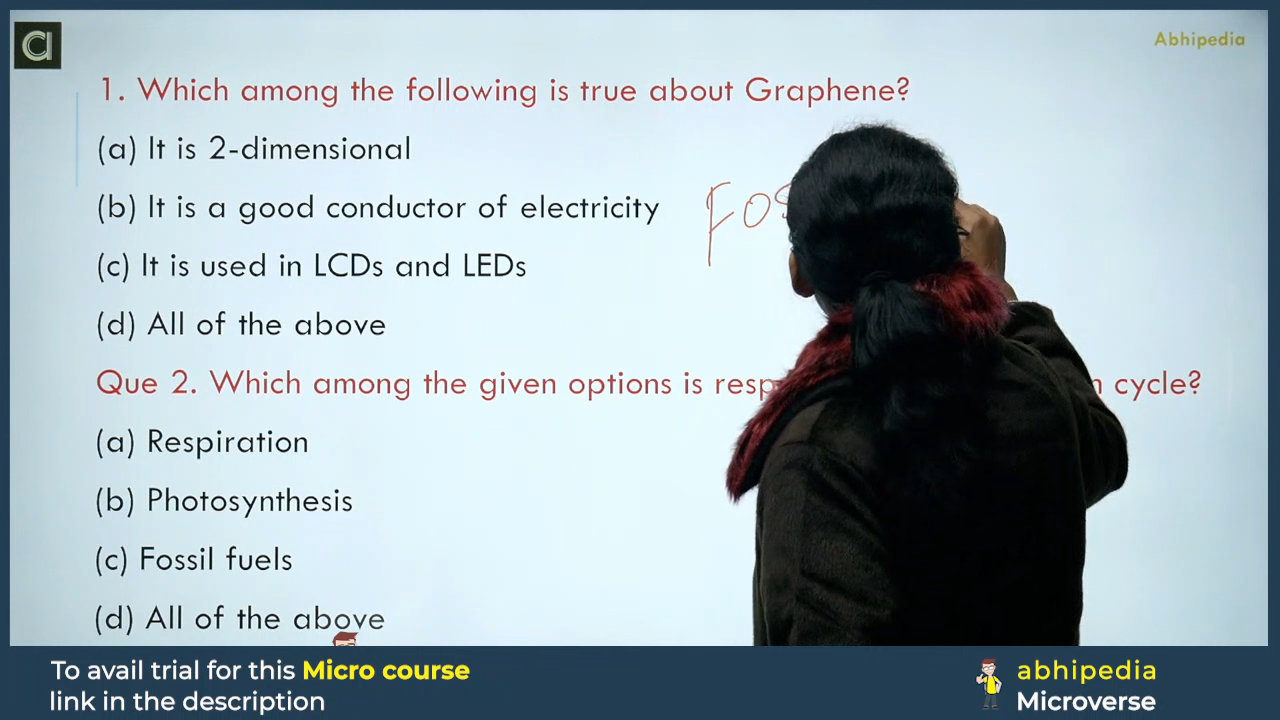 a
Abhipedia
1. Which among the following is true about Graphene?
(a) It is 2-dimensional
(b) It is a good conductor of electricity
FOS
(c) It is used in LCDs and LEDs
(d) All of the above
Que 2. Which among the given options is cycle?
(a) Respiration
(b) Photosynthesis
(c) Fossil fuels
(d) All of the above
To avail trial for this Micro course
link in the description
abhipedia
Microverse